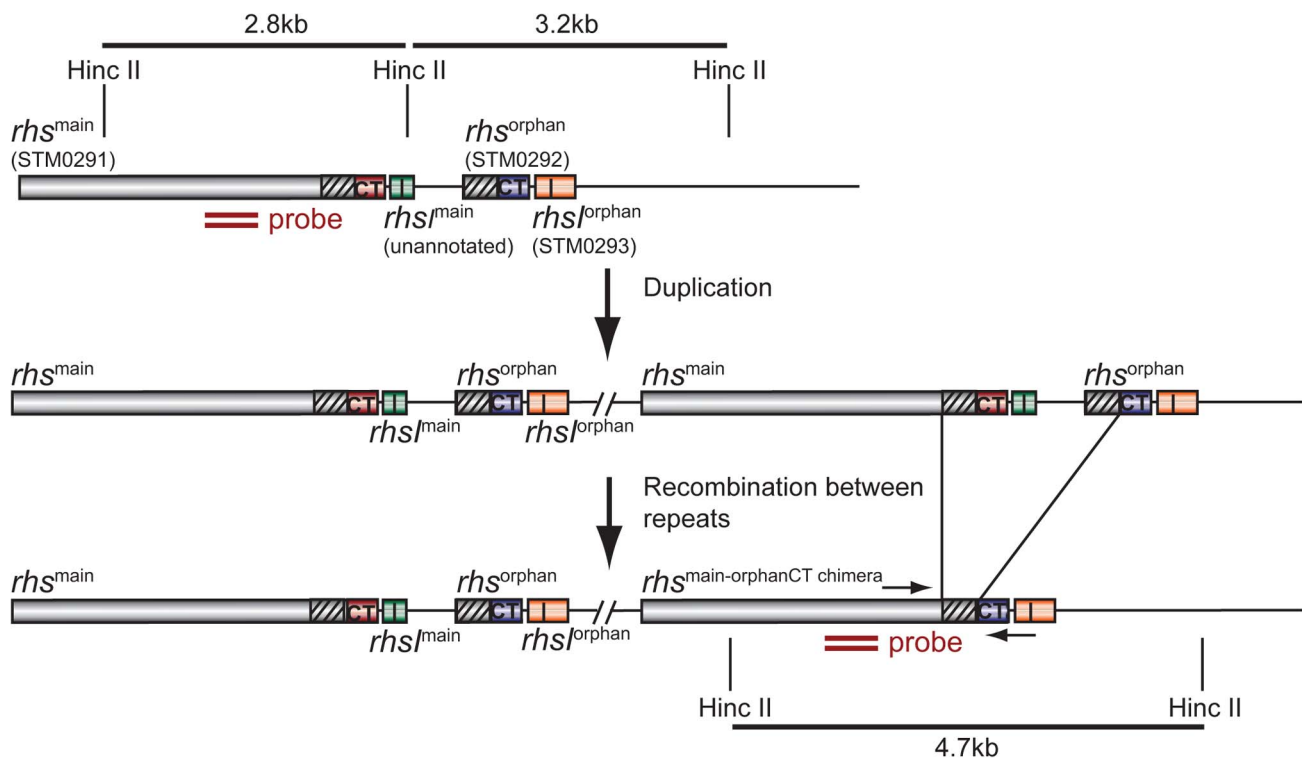 2.8kb 3.2kb
Hinc II Hinc II Hinc II
rhsmain rhsorphan
(STM0291) (STM0292)
CT I CT I
probe rhsImain rhsIorphan
(unannotated) (STM0293)
Duplication
rhsmain rhsorphan rhsmain rhsorphan
CT I CT I // CT I CT I
rhsImain rhsIorphan
Recombination between
repeats
rhsmain rhsorphan rhsmain-orphanCT chimera
CT I CT I // CT I
rhsImain rhsIorphan probe
Hinc II Hinc II
4.7kb